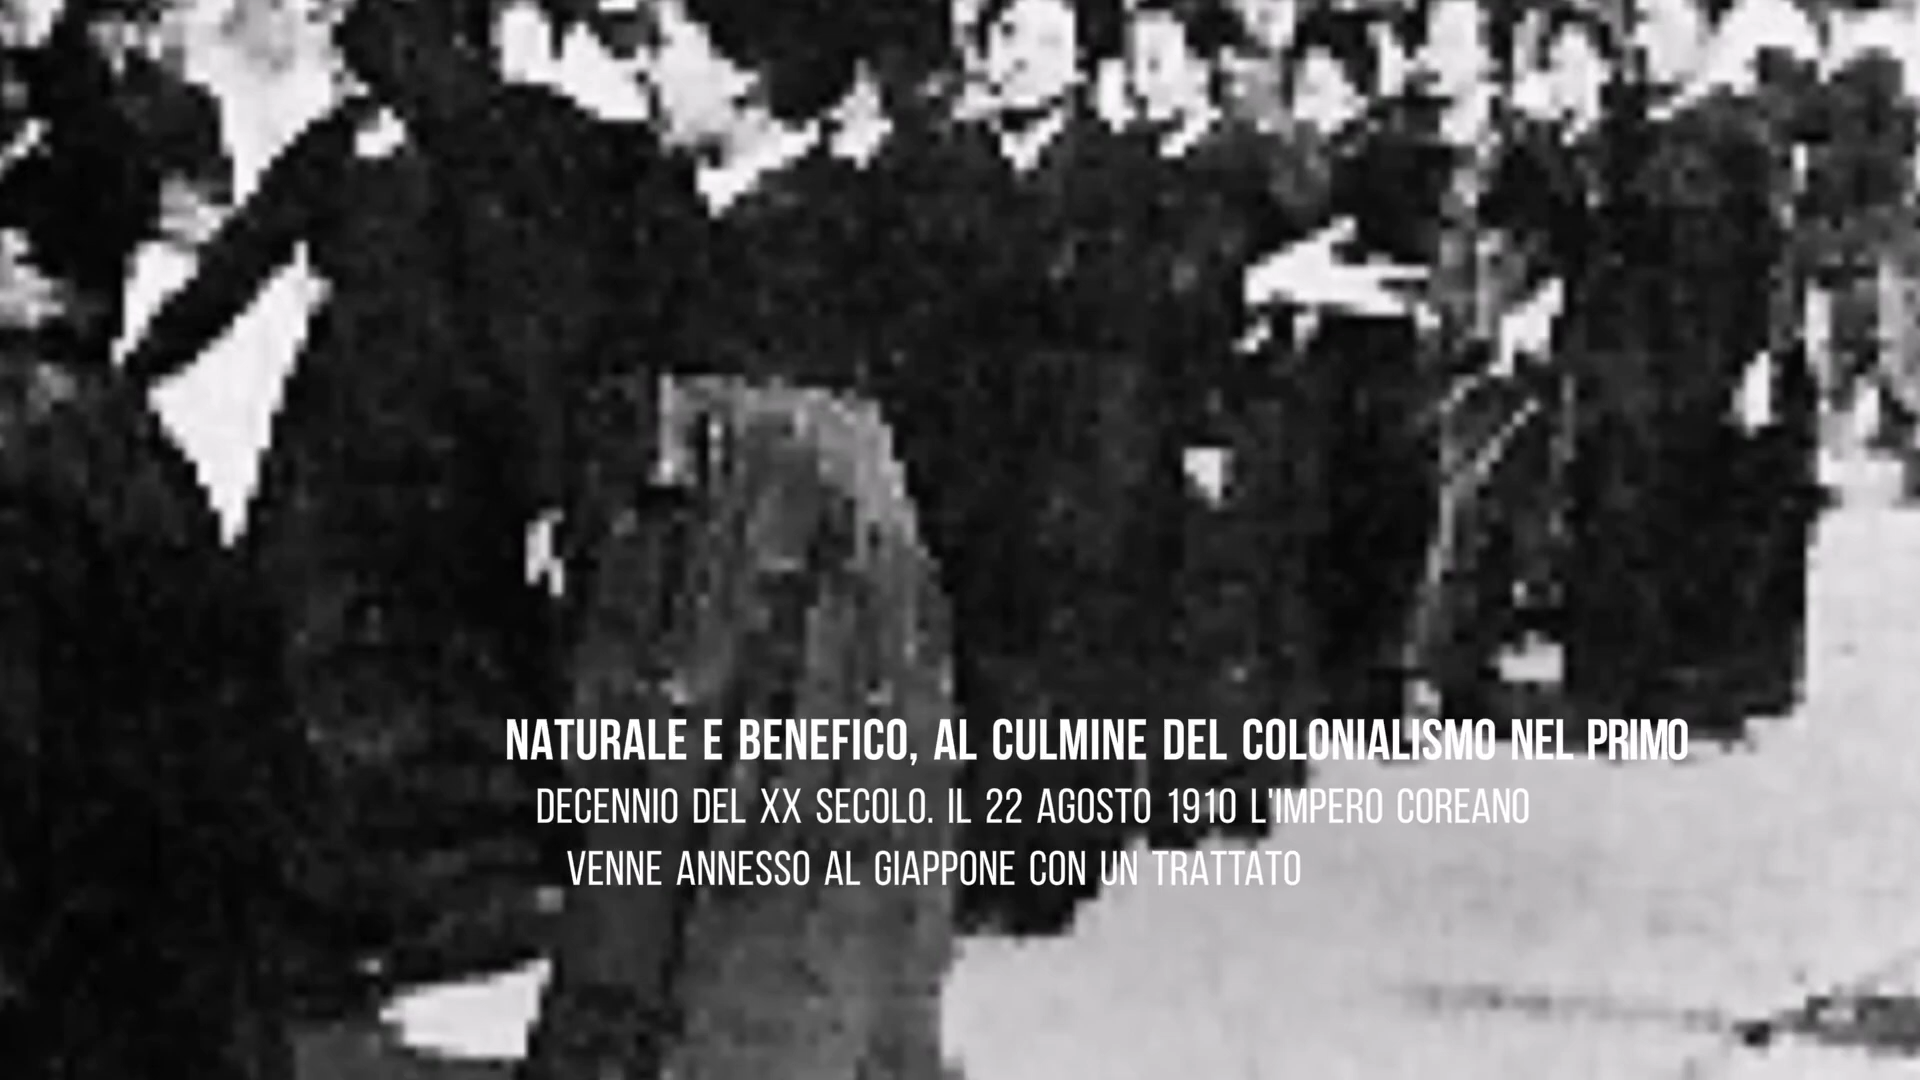 NATURALE E BENEFICO, AL CULMINE DEL COLONIALISMO NEL PRIMO
DECENNIO DEL XX SECOLO. IL 22 AGOSTO 1910 L'IMPERO COREANO
VENNE ANNESSO AL GIAPPONE CON UN TRATTATO